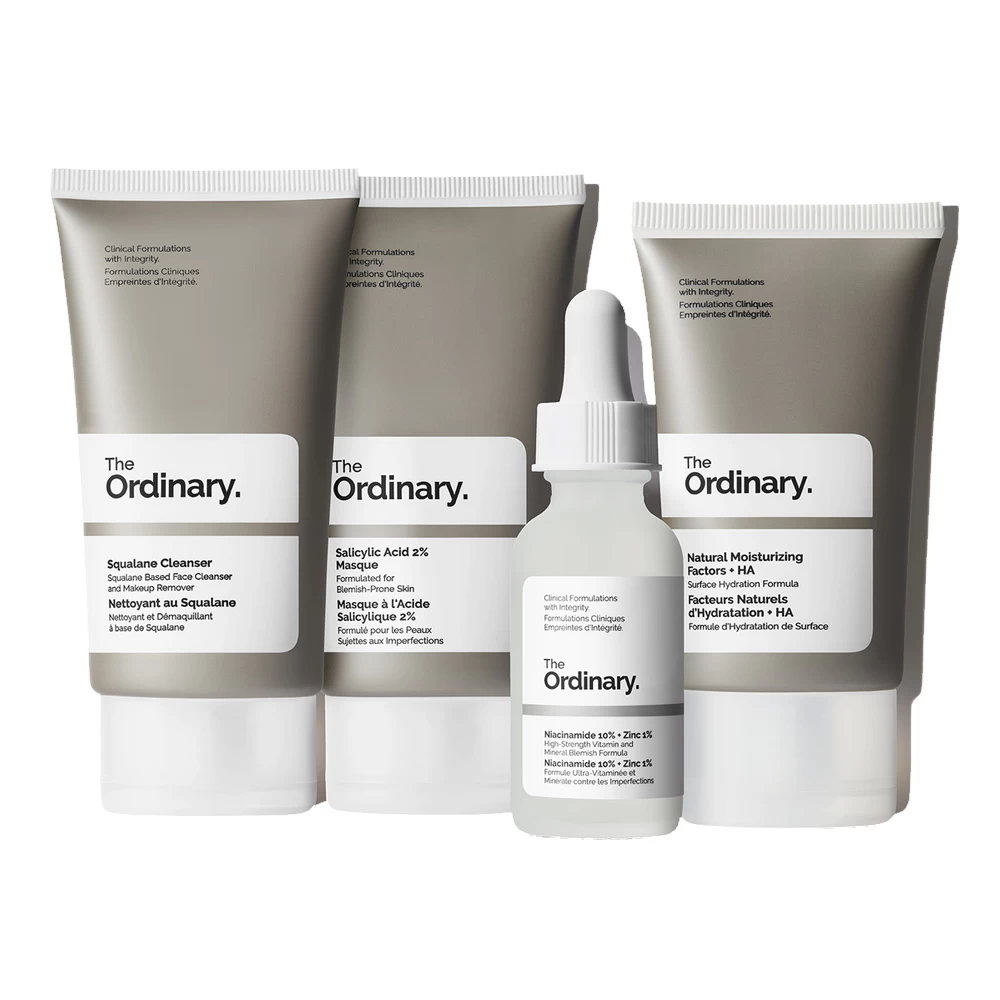 Clinical Formulations
with Integrity.
Formulations Cliniques
Empreintes d'Intégrité.
The
Ordinary.
Squalane Cleanser
Squalane Based Face Cleanser
and Makeup Remover
Nettoyant au Squalane
Nettoyant et Démaquillant
à base de Squalane
Formulations
Integrity.
Cliniques
d'Intégrité.
The
Ordinary.
Salicylic Acid 2%
Masque
Formulated for
Blemish-Prone Skin
Masque à l'Acide
Salicylique 2%
Formulé pour les Peaux
Sujettes aux Imperfections
Clinical Formulations
with Integrity.
Formulations Cliniques
Empreintes d'Intégrité.
The
Ordinary.
Niacinamide 10% + Zinc 1%
High-Strength Vitamin and
Mineral Blemish Formula
Niacinamide 10% + Zinc 1%
Formule Ultra-Vitaminée et
Minérale contre les Imperfections
Clinical Formulations
with Integrity.
Formulations Cliniques
Empreintes d'Intégrité.
The
Ordinary.
Natural Moisturizing
Factors + HA
Surface Hydration Formula
Facteurs Naturels
d'Hydratation + HA
Formule d'Hydratation de Surface